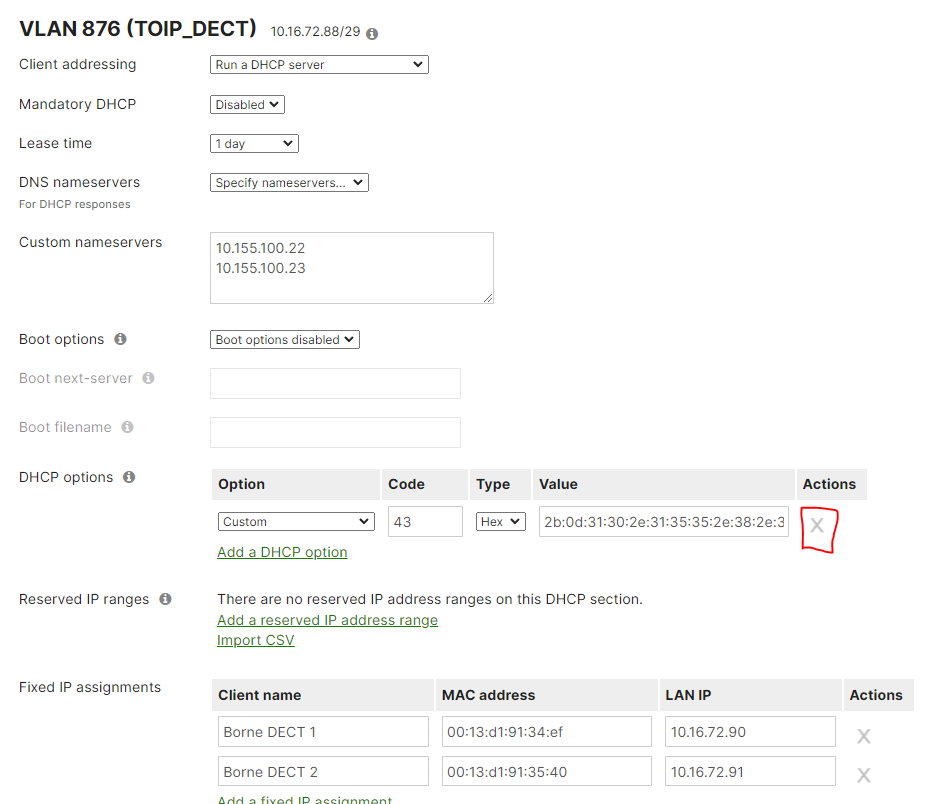 VLAN 876 (TOIP_DECT) 10.16.72.88/29
Client addressing Run a DHCP server
Mandatory DHCP Disabled
Lease time 1 day
DNS nameservers Specify nameservers...
For DHCP responses
Custom nameservers 10.155.100.22
10.155.100.23
Boot options Boot options disabled
Boot next-server
Boot filename
DHCP options Option Code Type Value Actions
Custom 43 Hex 2b:0d:31:30:2e:31:35:35:2e:38:2e:3 X
Add a DHCP option
Reserved IP ranges There are no reserved IP address ranges on this DHCP section.
Add a reserved IP address range
Import CSV
Fixed IP assignments Client name MAC address LAN IP Actions
Borne DECT 1 00:13:d1:91:34:ef 10.16.72.90 X
Borne DECT 2 00:13:d1:91:35:40 10.16.72.91 X
Add a fixed IP assignment